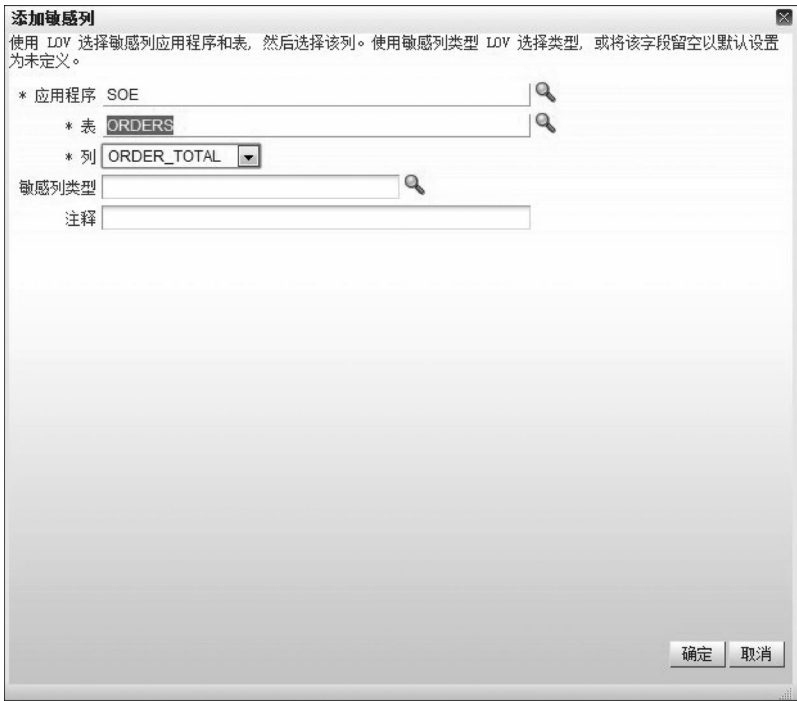 添加敏感列
使用 LOV 选择敏感列应用程序和表, 然后选择该列。使用敏感列类型 LOV 选择类型, 或将该字段留空以默认设置
为未定义。
* 应用程序 SOE
* 表 ORDERS
* 列 ORDER_TOTAL
敏感列类型
注释
确定 取消